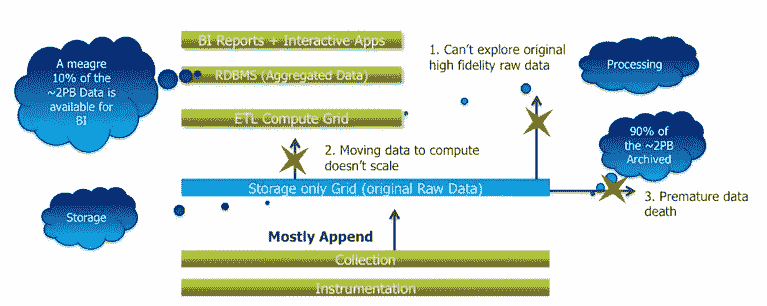 BI Reports + Interactive Apps
1. Can't explore original
high fidelity raw data
A meagre
10% of the
~2PB Data is
available for
BI
RDBMS (Aggregated Data)
Processing
ETL Compute Grid
2. Moving data to compute
doesn't scale
90% of
the ~2PB
Archived
Storage only Grid (original Raw Data)
3. Premature data
death
Storage
Mostly Append
Collection
Instrumentation